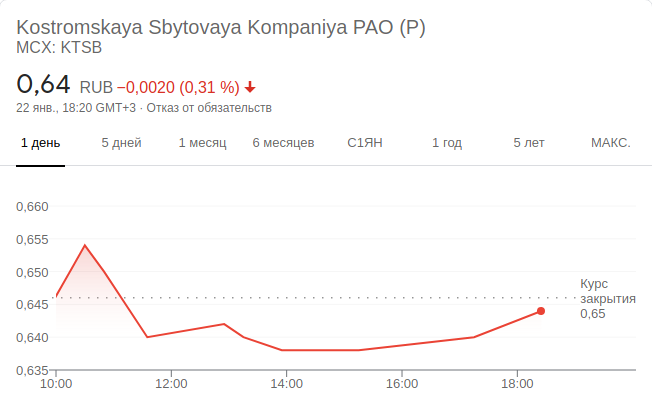 Kostromskaya Sbytovaya Kompaniya PAO (P)
MCX: KTSB
0,64 RUB −0,0020 (0,31 %)
22 янв., 18:20 GMT+3 · Отказ от обязательств
1 день 5 дней 1 месяц 6 месяцев С1ЯН 1 год 5 лет МАКС.
0,660
0,655
0,650
Курс
0,645
закрытия
0,65
0,640
0,635
10:00 12:00 14:00 16:00 18:00